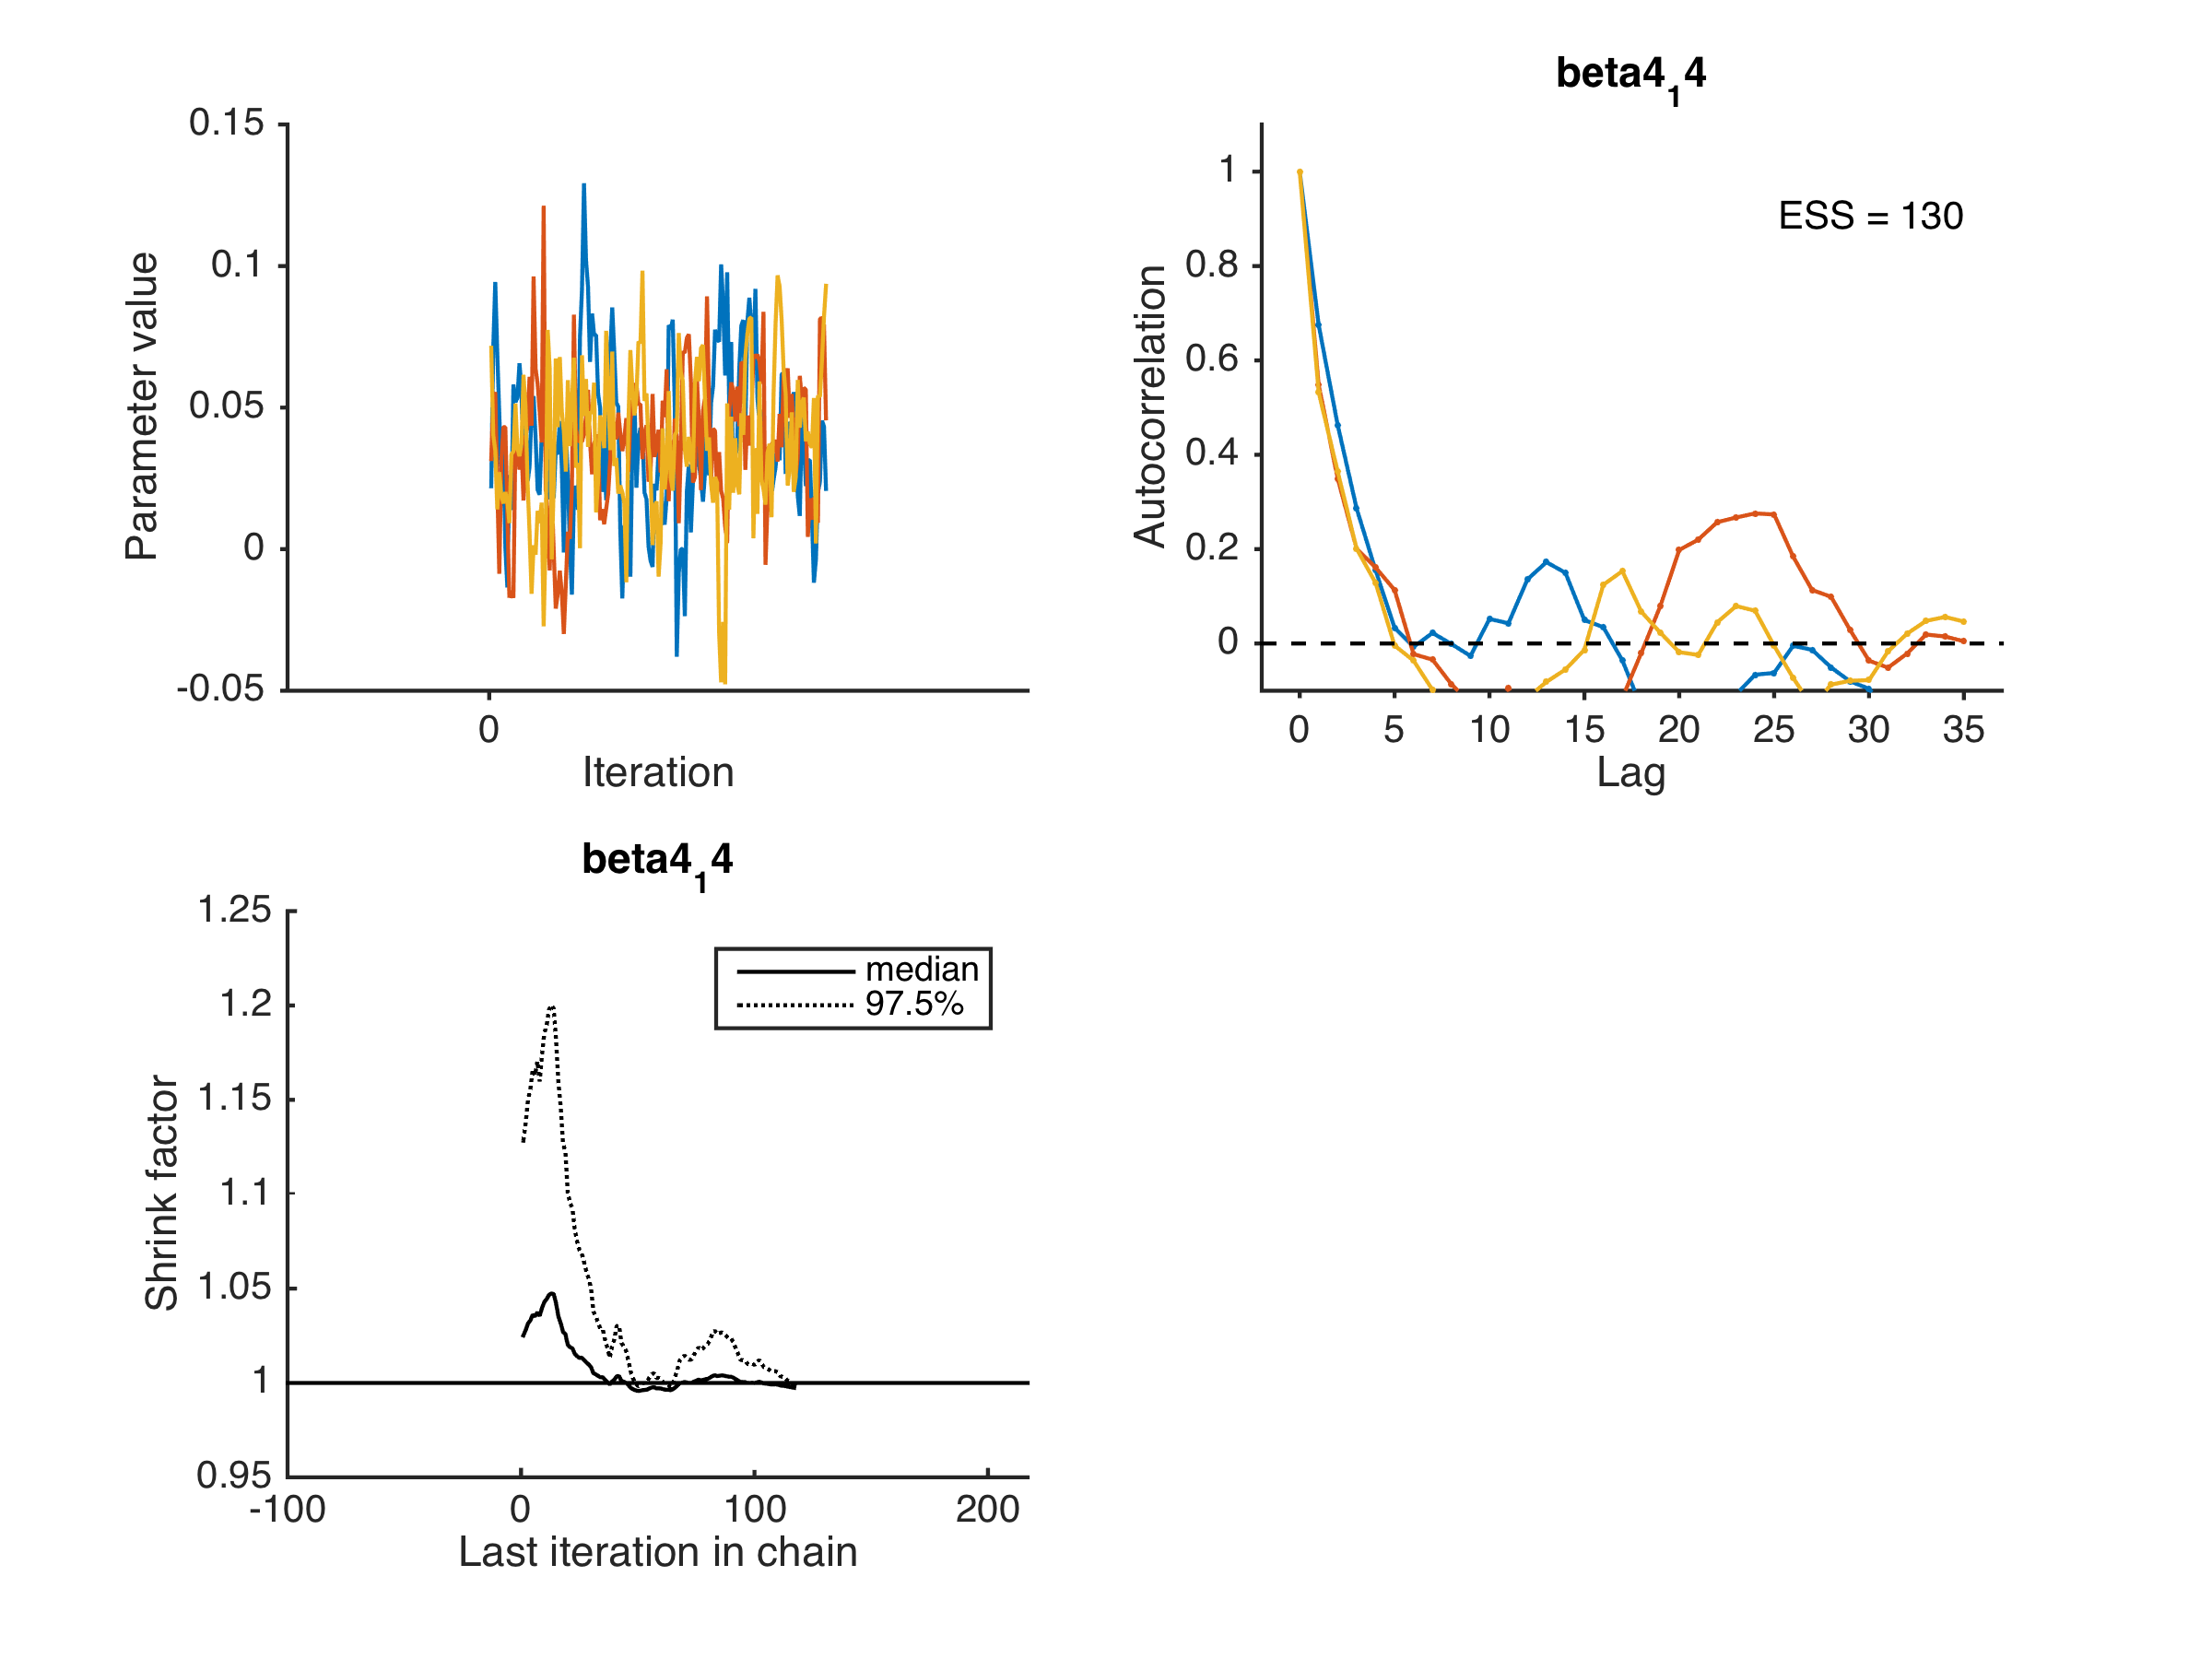 0.15
0.1
0.05
0
-0.05
Parameter value
0
Iteration
beta4₁4
1
0.8
0.6
0.4
0.2
0
Autocorrelation
ESS = 130
0 5 10 15 20 25 30 35
Lag
beta4₁4
1.25
1.2
1.15
1.1
1.05
1
0.95
Shrink factor
median
97.5%
-100 0 100 200
Last iteration in chain